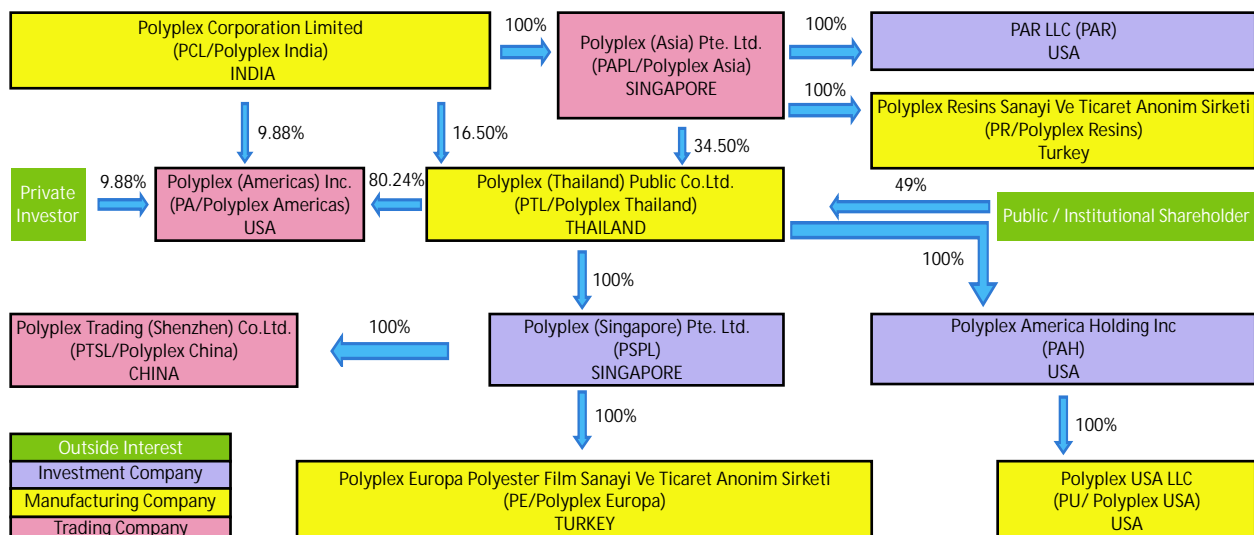 Polyplex Corporation Limited
(PCL/Polyplex India)
INDIA
100%
Polyplex (Asia) Pte. Ltd.
(PAPL/Polyplex Asia)
SINGAPORE
100%
PAR LLC (PAR)
USA
100%
Polyplex Resins Sanayi Ve Ticaret Anonim Sirketi
(PR/Polyplex Resins)
Turkey
9.88%
16.50%
34.50%
Private
Investor
9.88%
Polyplex (Americas) Inc.
(PA/Polyplex Americas)
USA
80.24%
Polyplex (Thailand) Public Co.Ltd.
(PTL/Polyplex Thailand)
THAILAND
49%
Public / Institutional Shareholder
100%
100%
Polyplex Trading (Shenzhen) Co.Ltd.
(PTSL/Polyplex China)
CHINA
100%
Polyplex (Singapore) Pte. Ltd.
(PSPL)
SINGAPORE
Polyplex America Holding Inc
(PAH)
USA
100%
100%
Outside Interest
Investment Company
Manufacturing Company
Trading Company
Polyplex Europa Polyester Film Sanayi Ve Ticaret Anonim Sirketi
(PE/Polyplex Europa)
TURKEY
Polyplex USA LLC
(PU/ Polyplex USA)
USA